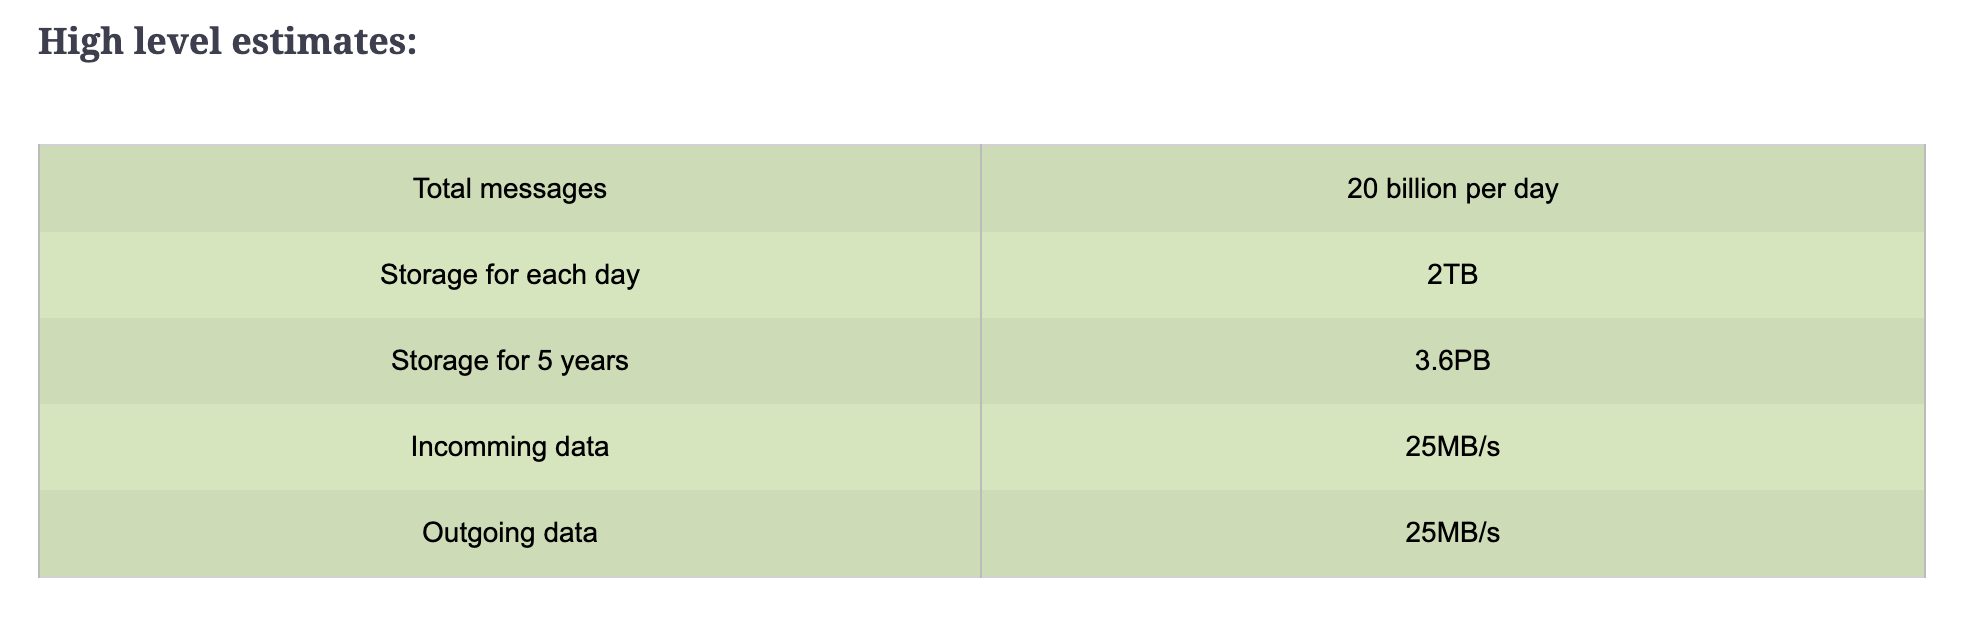 High level estimates:
Total messages 20 billion per day
Storage for each day 2TB
Storage for 5 years 3.6PB
Incomming data 25MB/s
Outgoing data 25MB/s